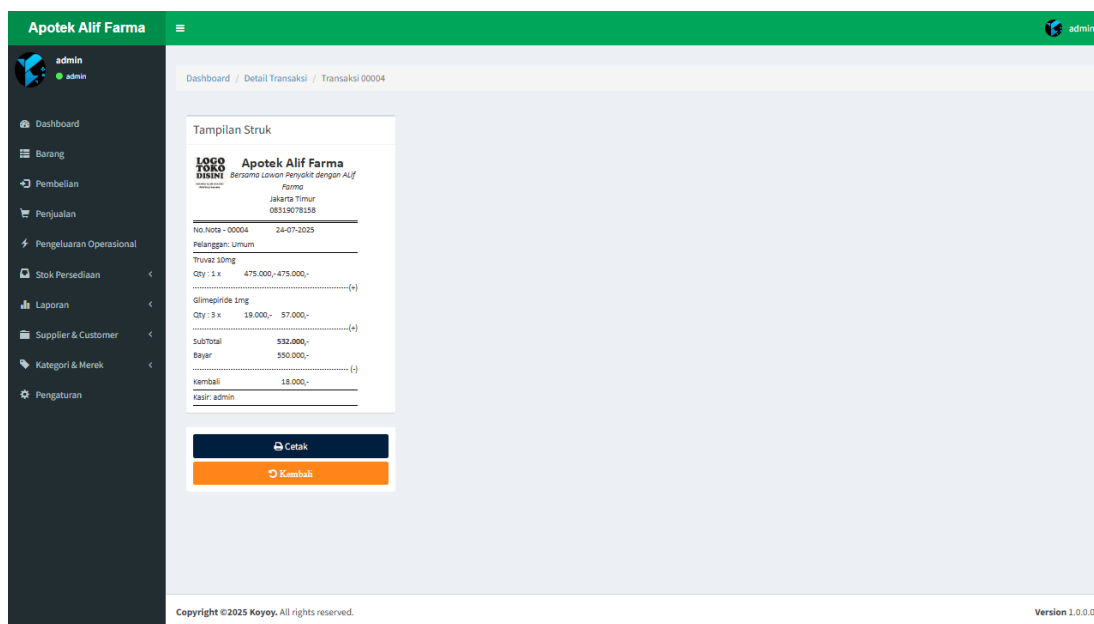 Apotek Alif Farma
admin
admin
admin
Dashboard / Detail Transaksi / Transaksi 00004
Dashboard
Barang
Pembelian
Penjualan
Pengeluaran Operasional
Stok Persediaan
Laporan
Supplier & Customer
Kategori & Merek
Pengaturan
Tampilan Struk
LOGO
TOKO
DISINI
Apotek Alif Farma
Bersama Lawan Penyakit dengan ALif
Farma
Jakarta Timur
08319078158
No.Nota - 00004 24-07-2025
Pelanggan: Umum
Truvaz 10mg
Qty : 1 x 475.000,- 475.000,-
(+)
Glimepiride 1mg
Qty : 3 x 19.000,- 57.000,-
(+)
SubTotal 532.000,-
Bayar 550.000,-
(-)
Kembali 18.000,-
Kasir: admin
Cetak
Kembali
Copyright ©2025 Koyoy. All rights reserved.
Version 1.0.0.0